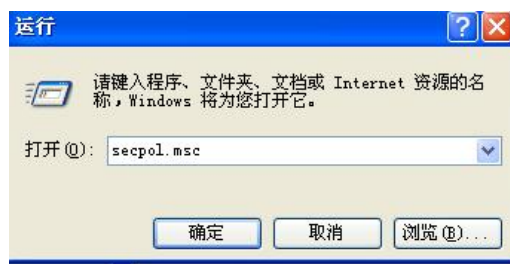 运行
请键入程序、文件夹、文档或 Internet 资源的名
称,Windows 将为您打开它。
打开(O): secpol.msc
确定 取消 浏览(B)...